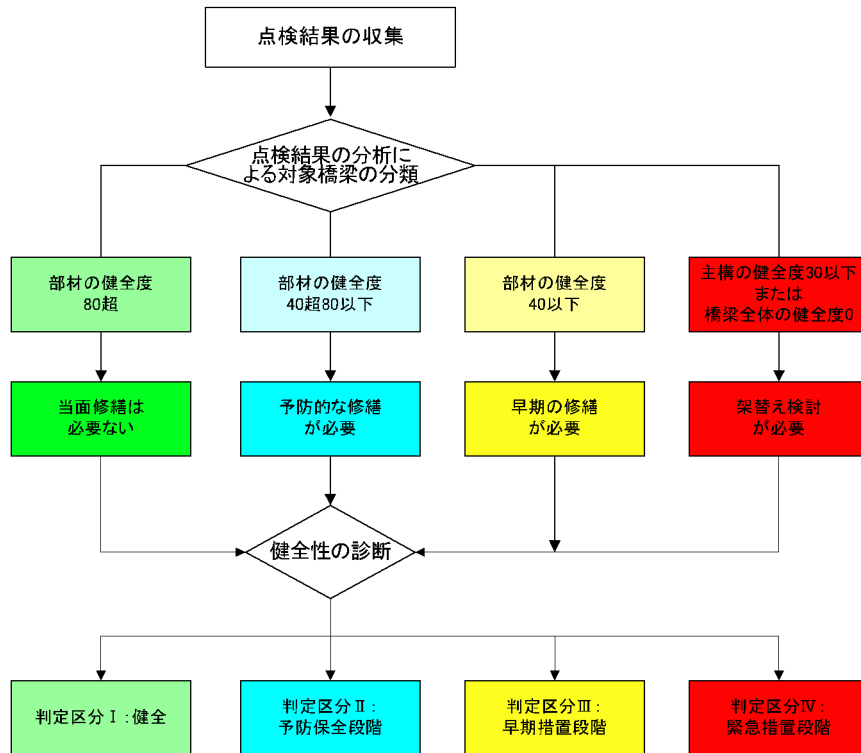 点検結果の収集
点検結果の分析に
よる対象橋梁の分類
部材の健全度
80超
部材の健全度
40超80以下
部材の健全度
40以下
主構の健全度30以下
または
橋梁全体の健全度0
当面修繕は
必要ない
予防的な修繕
が必要
早期の修繕
が必要
架替え検討
が必要
健全性の診断
判定区分Ⅰ:健全
判定区分Ⅱ:
予防保全段階
判定区分Ⅲ:
早期措置段階
判定区分Ⅳ:
緊急措置段階